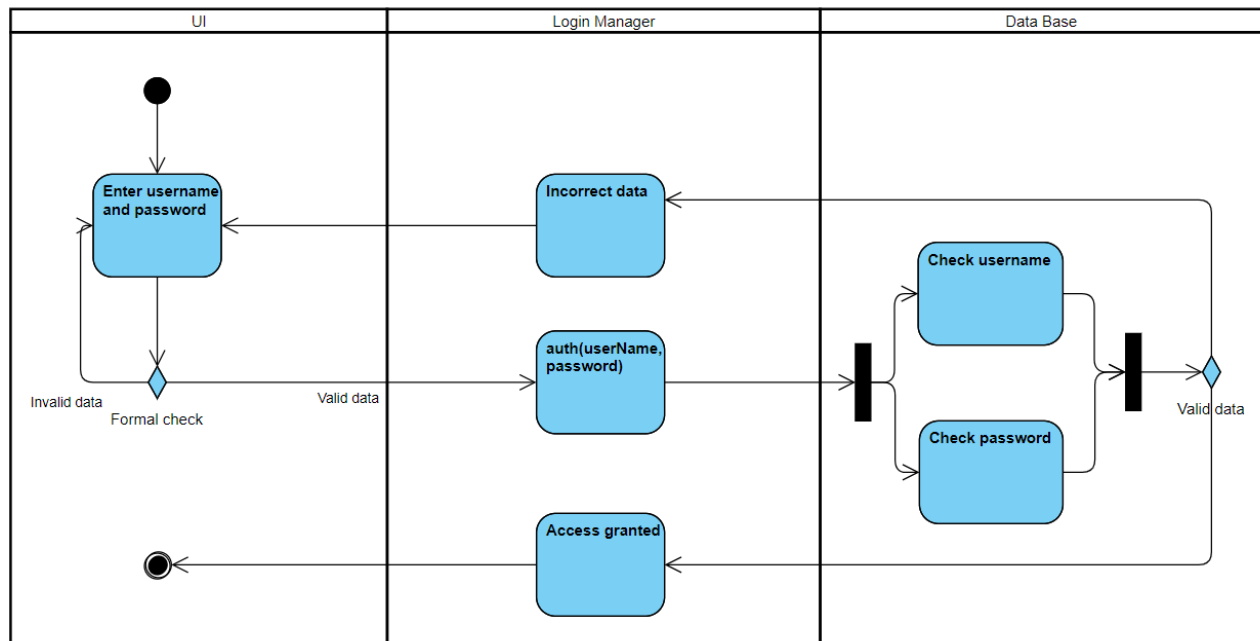 UI
Login Manager
Data Base
Enter username
and password
Incorrect data
Check username
auth(userName,
password)
Invalid data
Formal check
Valid data
Valid data
Check password
Access granted